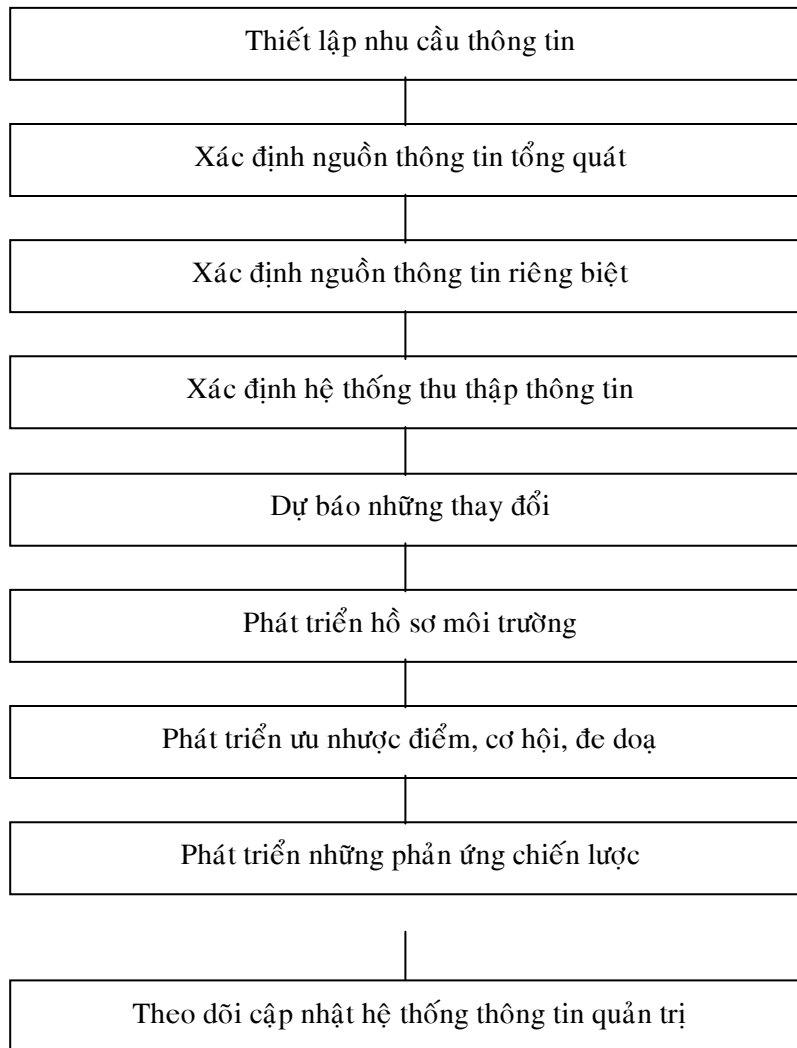 Thiết lập nhu cầu thông tin
Xác định nguồn thông tin tổng quát
Xác định nguồn thông tin riêng biệt
Xác định hệ thống thu thập thông tin
Dự báo những thay đổi
Phát triển hồ sơ môi trường
Phát triển ưu nhược điểm, cơ hội, đe doạ
Phát triển những phản ứng chiến lược
Theo dõi cập nhật hệ thống thông tin quản trị